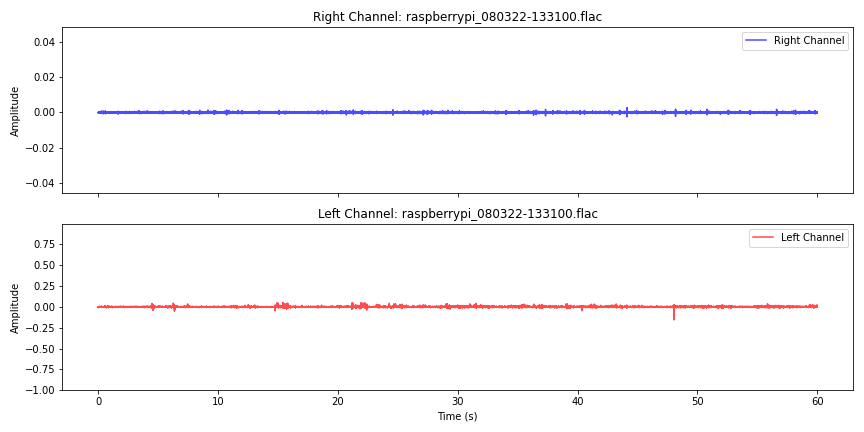 Right Channel: raspberrypi_080322-133100.flac
Right Channel
Amplitude
0.04
0.02
0.00
−0.02
−0.04
Left Channel: raspberrypi_080322-133100.flac
Left Channel
Amplitude
0.75
0.50
0.25
0.00
−0.25
−0.50
−0.75
−1.00
0 10 20 30 40 50 60
Time (s)